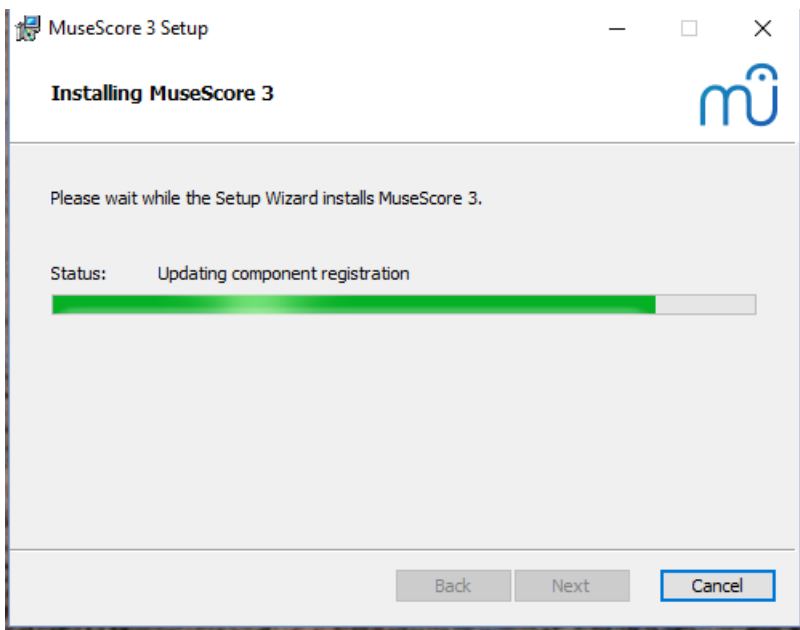 MuseScore 3 Setup
Installing MuseScore 3
Please wait while the Setup Wizard installs MuseScore 3.
Status: Updating component registration
Back Next Cancel